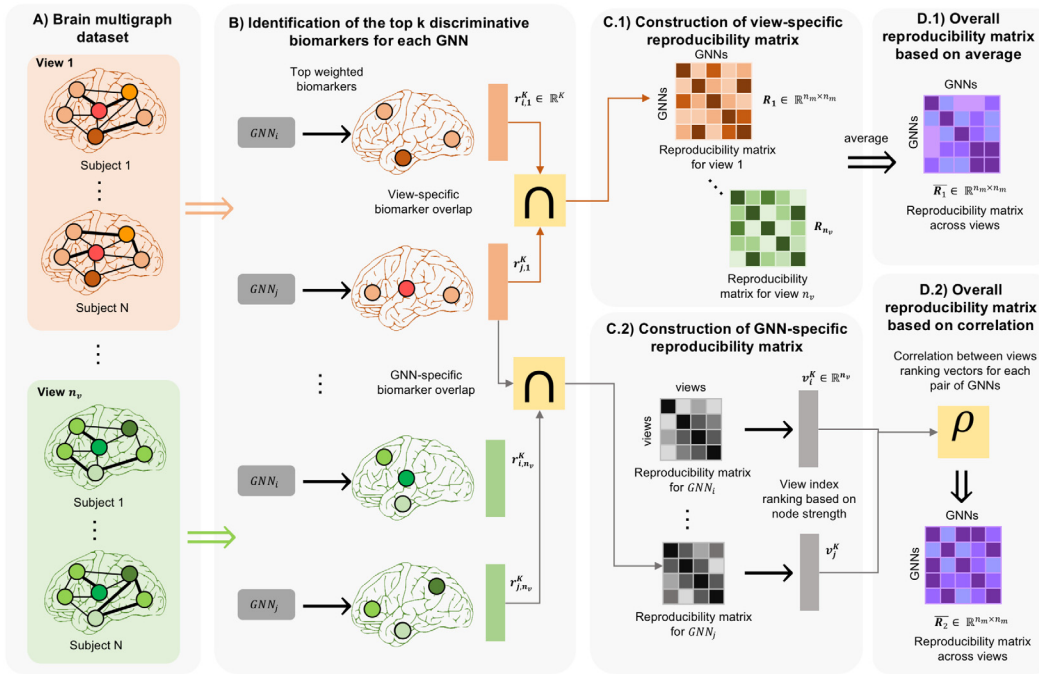 A) Brain multigraph
dataset
View 1
Subject 1
⋮
Subject N
⋯
View n_v
Subject 1
⋮
Subject N
B) Identification of the top k discriminative
biomarkers for each GNN
Top weighted
biomarkers
GNN_i
r^K_{i,1} ∈ ℝ^K
View-specific
biomarker overlap
⋂
GNN_j
r^K_{j,1}
GNN-specific
biomarker overlap
⋂
⋮
GNN_i
r^K_{i,n_v}
GNN_j
r^K_{j,n_v}
C.1) Construction of view-specific
reproducibility matrix
GNNs
GNNs
R_1 ∈ ℝ^{n_m×n_m}
Reproducibility matrix
for view 1
⋱
R_{n_v}
Reproducibility
matrix for view n_v
average
C.2) Construction of GNN-specific
reproducibility matrix
views
views
v^K_i ∈ ℝ^{n_v}
Reproducibility matrix
for GNN_i
View index
ranking based on
node strength
⋮
v^K_j
Reproducibility matrix
for GNN_j
D.1) Overall
reproducibility matrix
based on average
GNNs
GNNs
\overline{R_1} ∈ ℝ^{n_m×n_m}
Reproducibility matrix
across views
D.2) Overall
reproducibility matrix
based on correlation
Correlation between views
ranking vectors for each
pair of GNNs
ρ
GNNs
GNNs
\overline{R_2} ∈ ℝ^{n_m×n_m}
Reproducibility matrix
across views